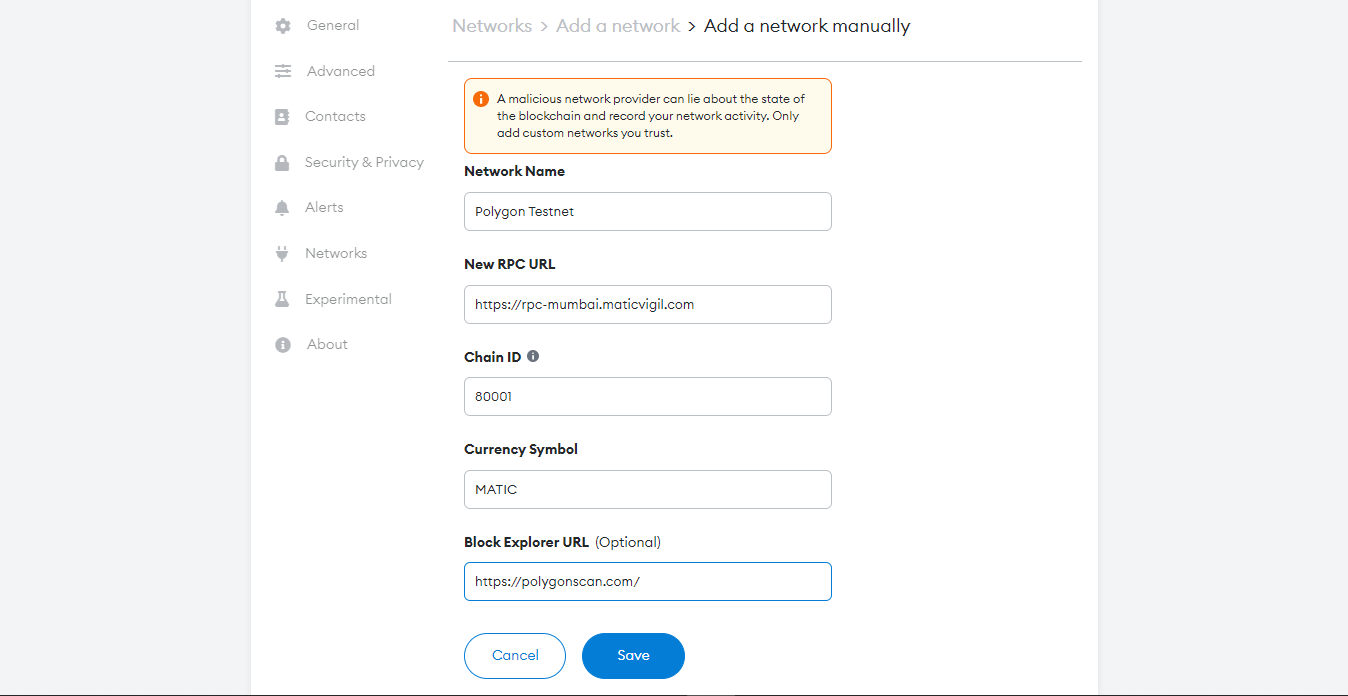 General
Advanced
Contacts
Security & Privacy
Alerts
Networks
Experimental
About
Networks > Add a network > Add a network manually
A malicious network provider can lie about the state of
the blockchain and record your network activity. Only
add custom networks you trust.
Network Name
Polygon Testnet
New RPC URL
https://rpc-mumbai.maticvigil.com
Chain ID
80001
Currency Symbol
MATIC
Block Explorer URL (Optional)
https://polygonscan.com/
Cancel
Save